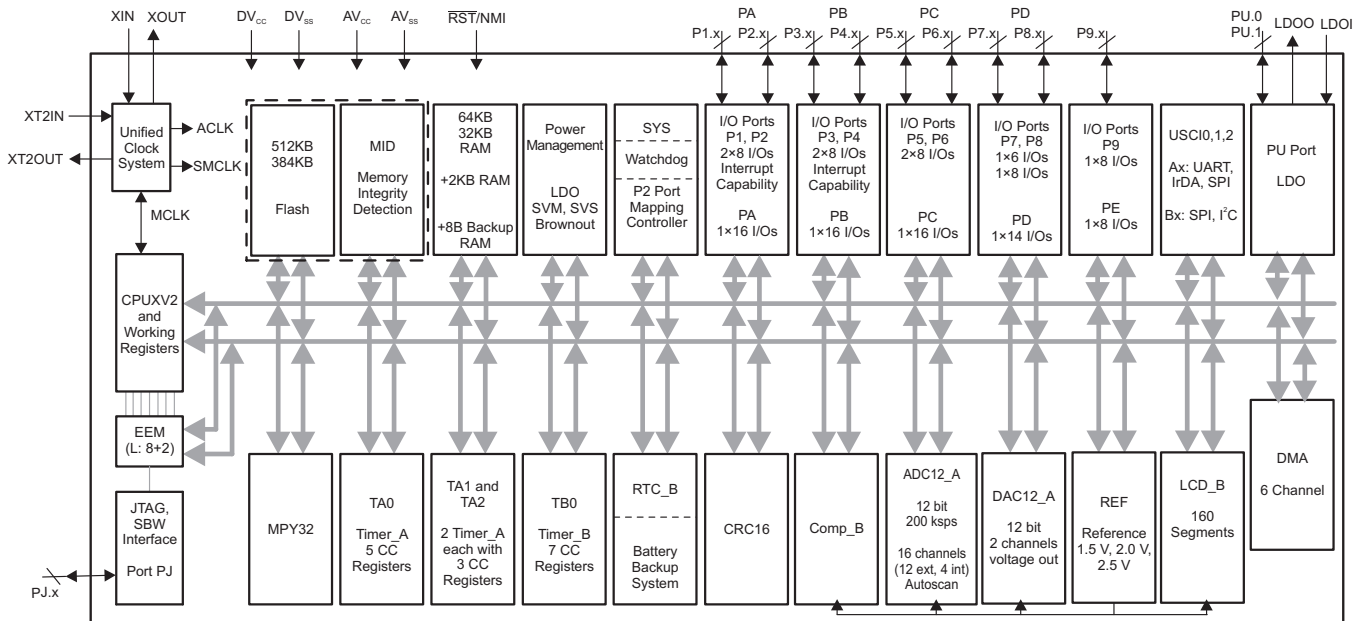 XIN
XOUT
DVCC
DVSS
AVCC
AVSS
RST/NMI
PA
P1.x
P2.x
PB
P3.x
P4.x
PC
P5.x
P6.x
PD
P7.x
P8.x
P9.x
PU.0
PU.1
LDOO
LDOI
XT2IN
XT2OUT
Unified
Clock
System
ACLK
SMCLK
MCLK
512KB
384KB
Flash
MID
Memory
Integrity
Detection
64KB
32KB
RAM
+2KB RAM
+8B Backup
RAM
Power
Management
LDO
SVM, SVS
Brownout
SYS
Watchdog
P2 Port
Mapping
Controller
I/O Ports
P1, P2
2×8 I/Os
Interrupt
Capability
PA
1×16 I/Os
I/O Ports
P3, P4
2×8 I/Os
Interrupt
Capability
PB
1×16 I/Os
I/O Ports
P5, P6
2×8 I/Os
PC
1×16 I/Os
I/O Ports
P7, P8
1×6 I/Os
1×8 I/Os
PD
1×14 I/Os
I/O Ports
P9
1×8 I/Os
PE
1×8 I/Os
USCI0,1,2
Ax: UART,
IrDA, SPI
Bx: SPI, I²C
PU Port
LDO
CPUXV2
and
Working
Registers
EEM
(L: 8+2)
JTAG,
SBW
Interface
Port PJ
PJ.x
MPY32
TA0
Timer_A
5 CC
Registers
TA1 and
TA2
2 Timer_A
each with
3 CC
Registers
TB0
Timer_B
7 CC
Registers
RTC_B
Battery
Backup
System
CRC16
Comp_B
ADC12_A
12 bit
200 ksps
16 channels
(12 ext, 4 int)
Autoscan
DAC12_A
12 bit
2 channels
voltage out
REF
Reference
1.5 V, 2.0 V,
2.5 V
LCD_B
160
Segments
DMA
6 Channel